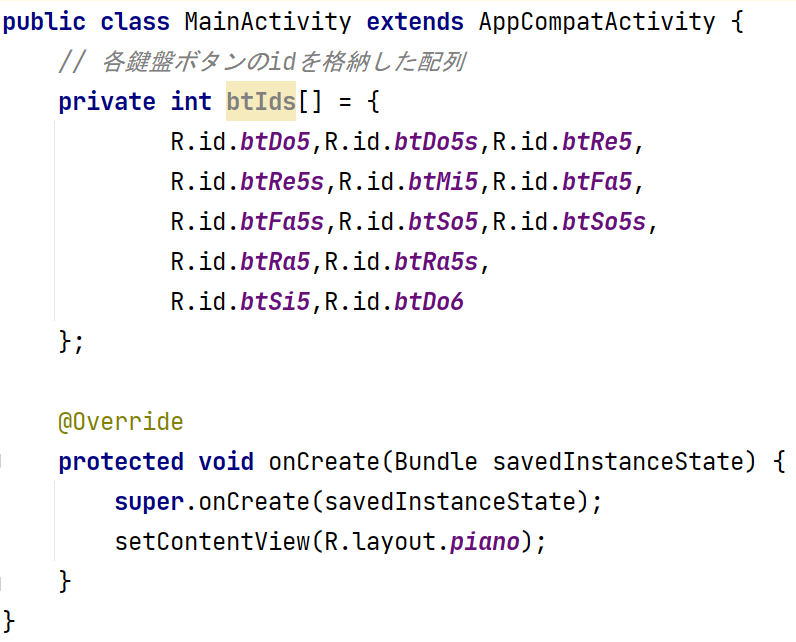 public class MainActivity extends AppCompatActivity {
// 各鍵盤ボタンのidを格納した配列
private int btIds[] = {
R.id.btDo5,R.id.btDo5s,R.id.btRe5,
R.id.btRe5s,R.id.btMi5,R.id.btFa5,
R.id.btFa5s,R.id.btSo5,R.id.btSo5s,
R.id.btRa5,R.id.btRa5s,
R.id.btSi5,R.id.btDo6
};
@Override
protected void onCreate(Bundle savedInstanceState) {
super.onCreate(savedInstanceState);
setContentView(R.layout.piano);
}
}